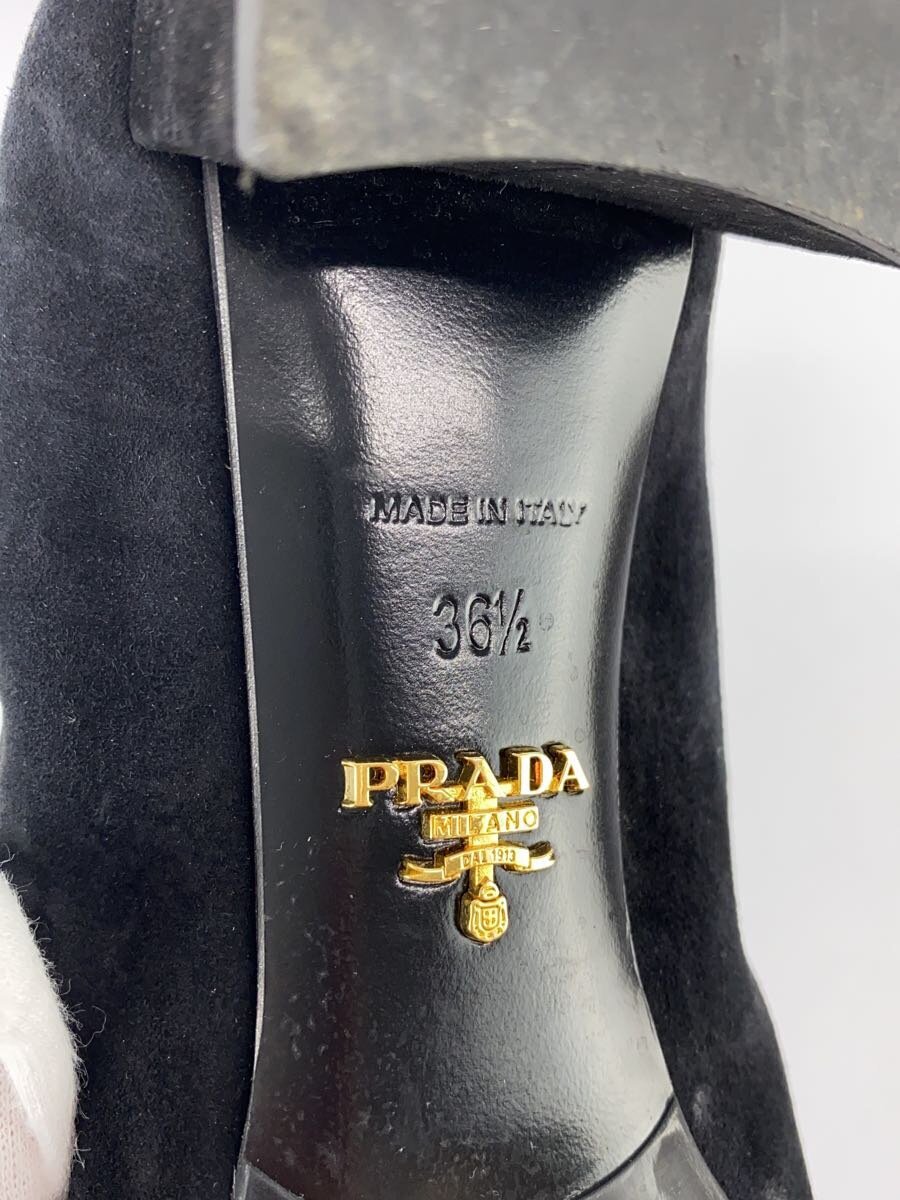 MADE IN ITALY
36½
PRADA
MILANO
DAL 1913